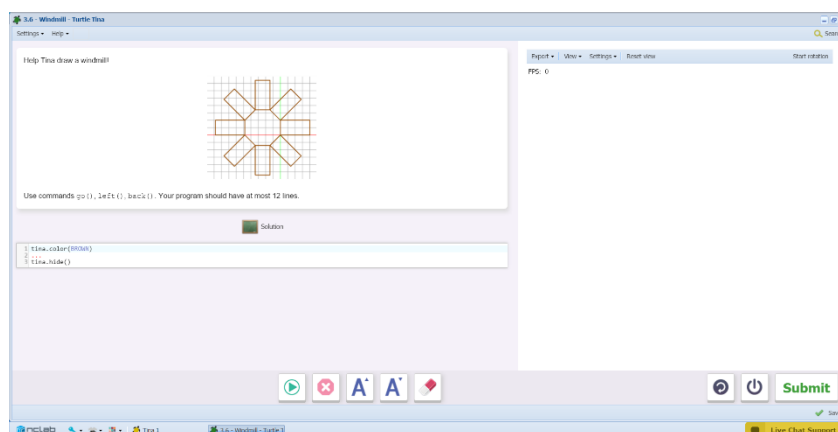 3.6 - Windmill - Turtle Tina
Settings Help
Help Tina draw a windmill!
Use commands go(), left(), back(). Your program should have at most 12 lines.
Solution
1 tina.color(BROWN)
2 ...
3 tina.hide()
Export View Settings Reset view Start rotation
FPS: 0
A A
Submit
nclab Tina 1 3.6 - Windmill - Turtle T Live Chat Support